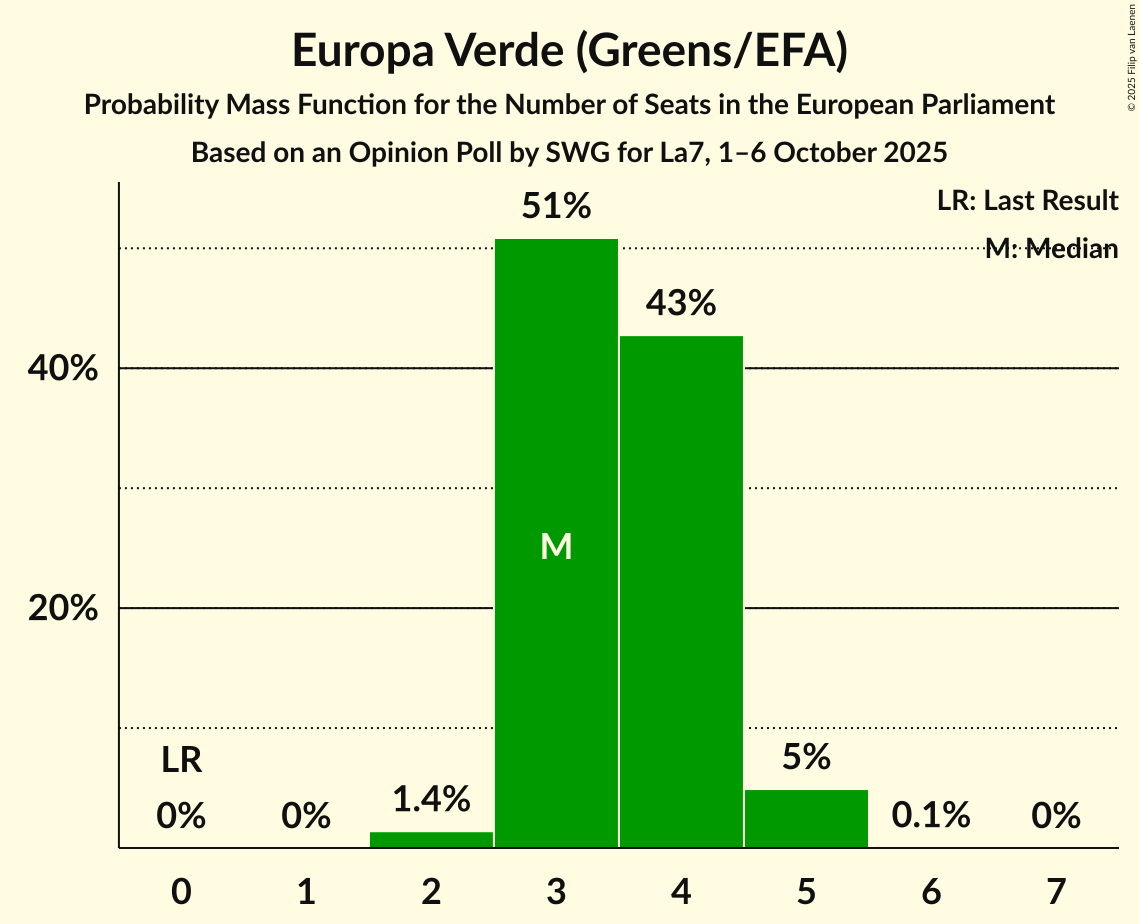 Europa Verde (Greens/EFA)
Probability Mass Function for the Number of Seats in the European Parliament
Based on an Opinion Poll by SWG for La7, 1–6 October 2025
© 2025 Filip van Laenen
LR: Last Result
M: Median
51%
43%
40%
M
20%
LR
5%
1.4%
0% 0% 0.1% 0%
0 1 2 3 4 5 6 7